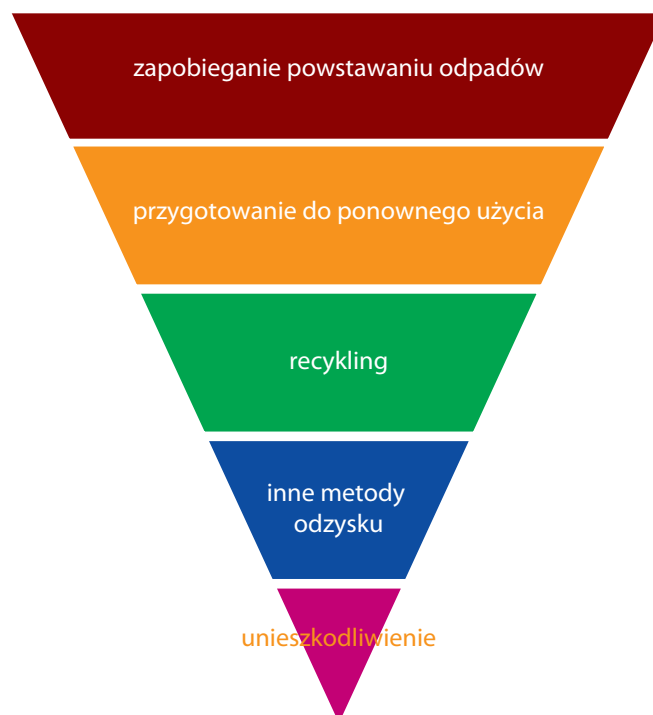 zapobieganie powstawaniu odpadów
przygotowanie do ponownego użycia
recykling
inne metody
odzysku
unieszkodliwienie